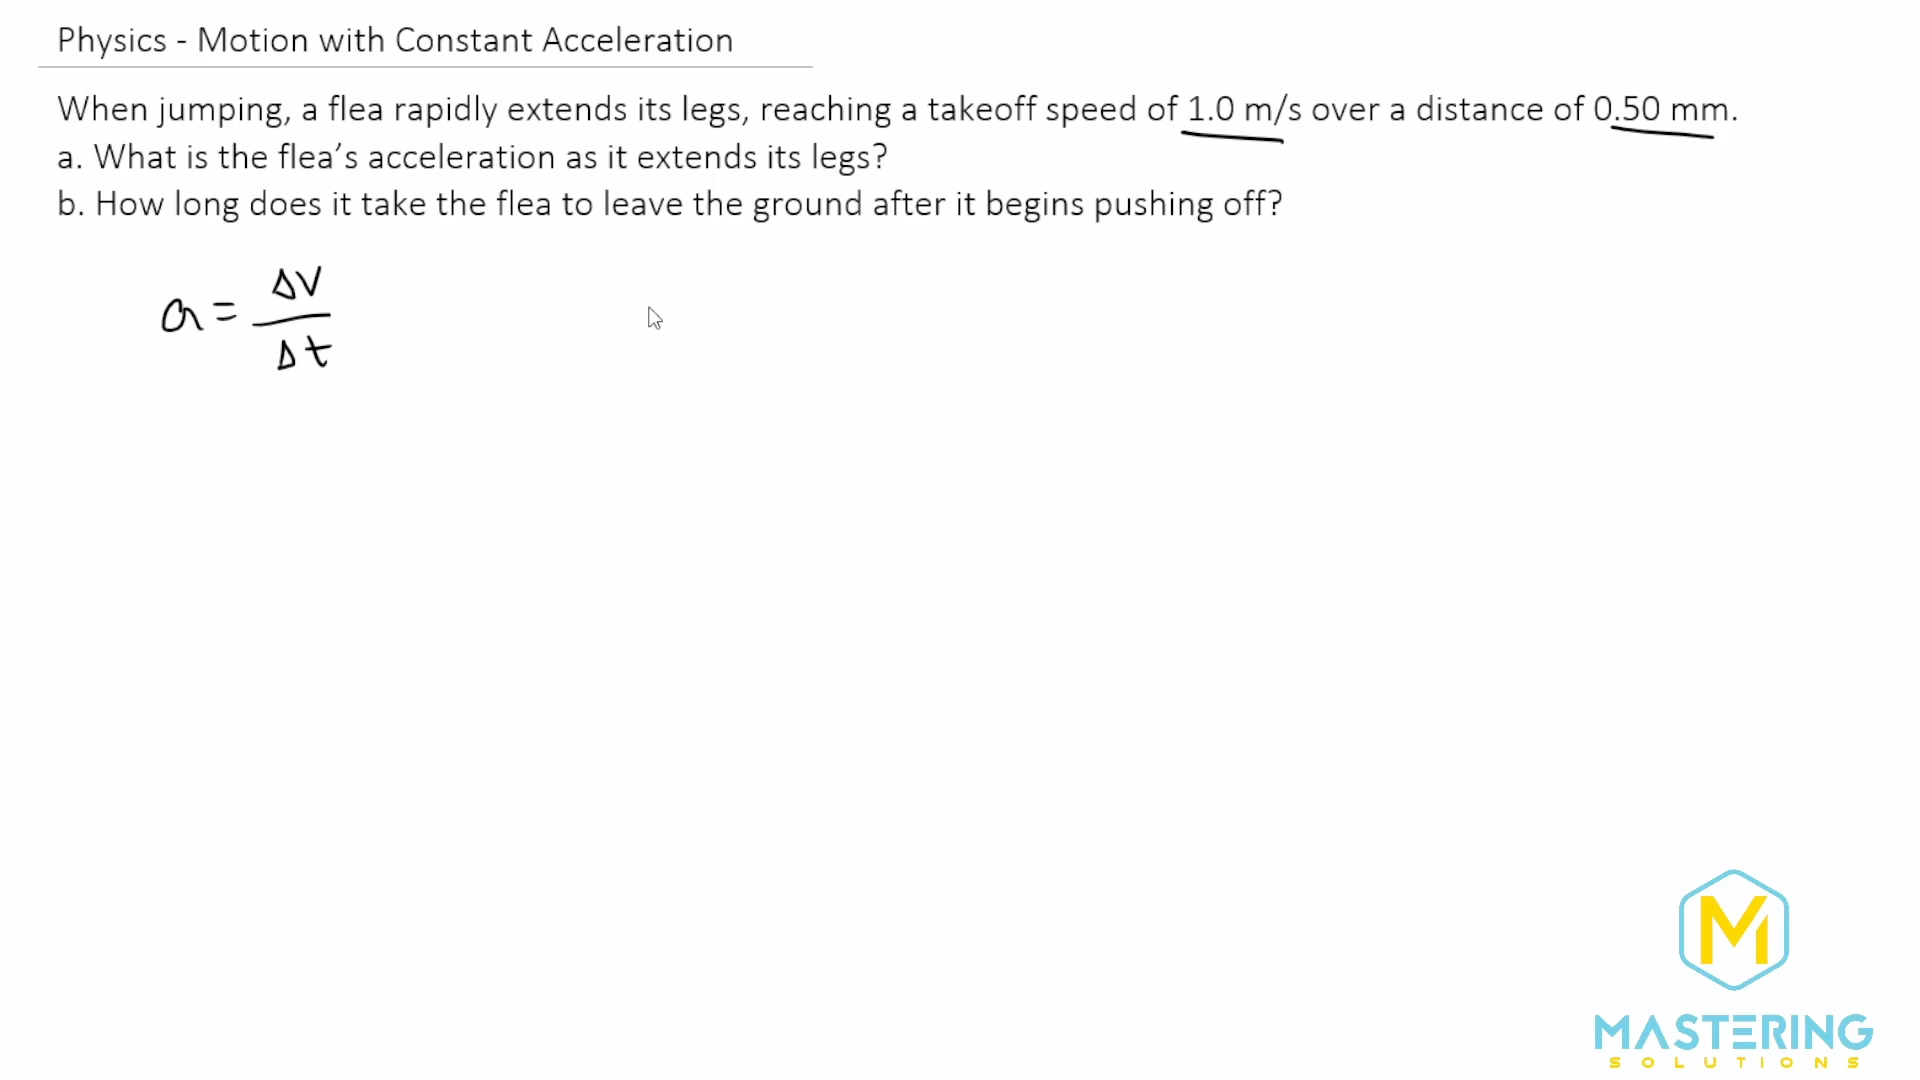 Physics - Motion with Constant Acceleration
When jumping, a flea rapidly extends its legs, reaching a takeoff speed of 1.0 m/s over a distance of 0.50 mm.
a. What is the flea’s acceleration as it extends its legs?
b. How long does it take the flea to leave the ground after it begins pushing off?
a = ΔV
Δt
M
MASTERING
SOLUTIONS